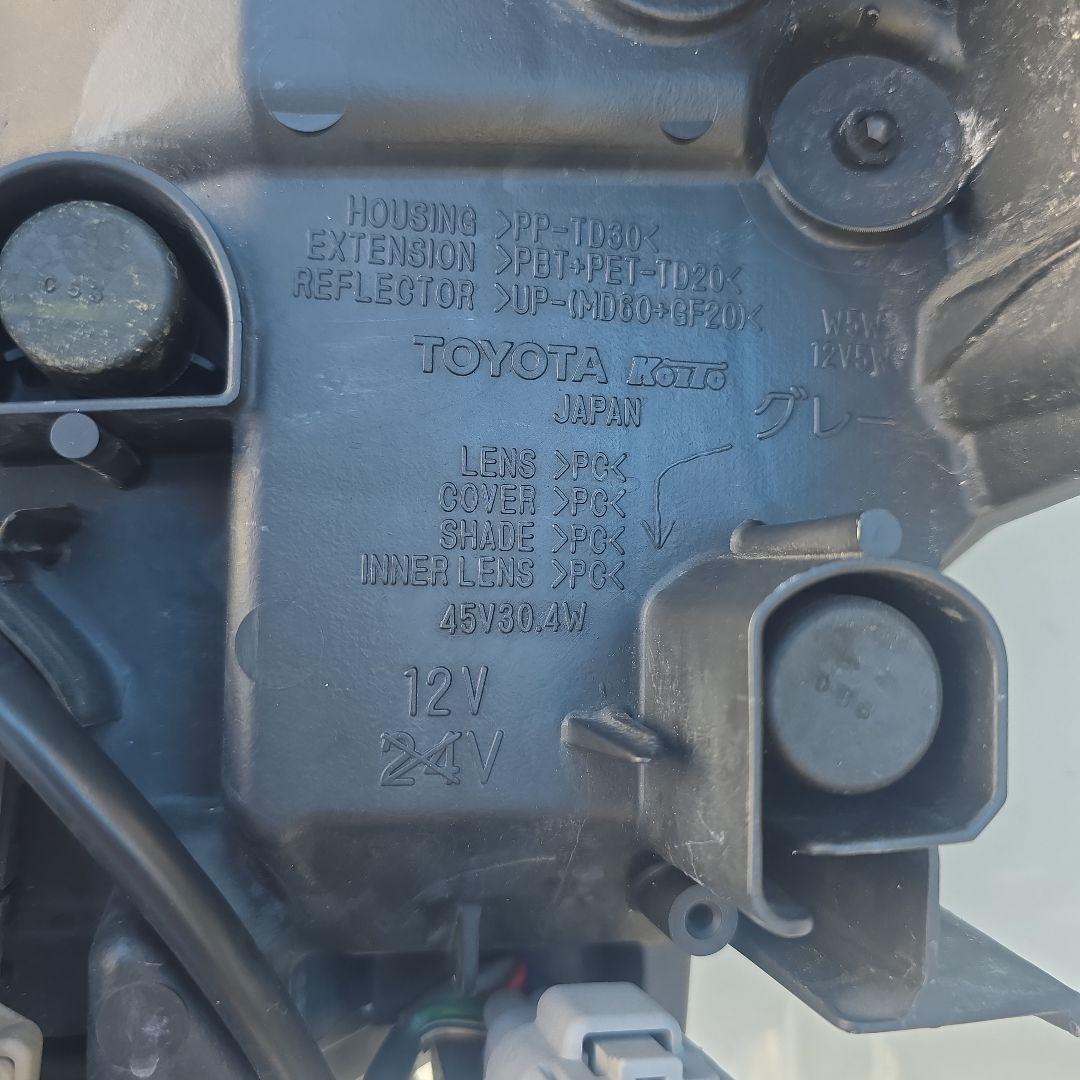 HOUSING >PP-TD30<
EXTENSION >PBT+PET-TD20<
REFLECTOR >UP-(MD60+GF20)<
W5W
12V5W
TOYOTA KOITO
JAPAN
グレー
LENS >PC<
COVER >PC<
SHADE >PC<
INNER LENS >PC<
45V30.4W
12V
24V